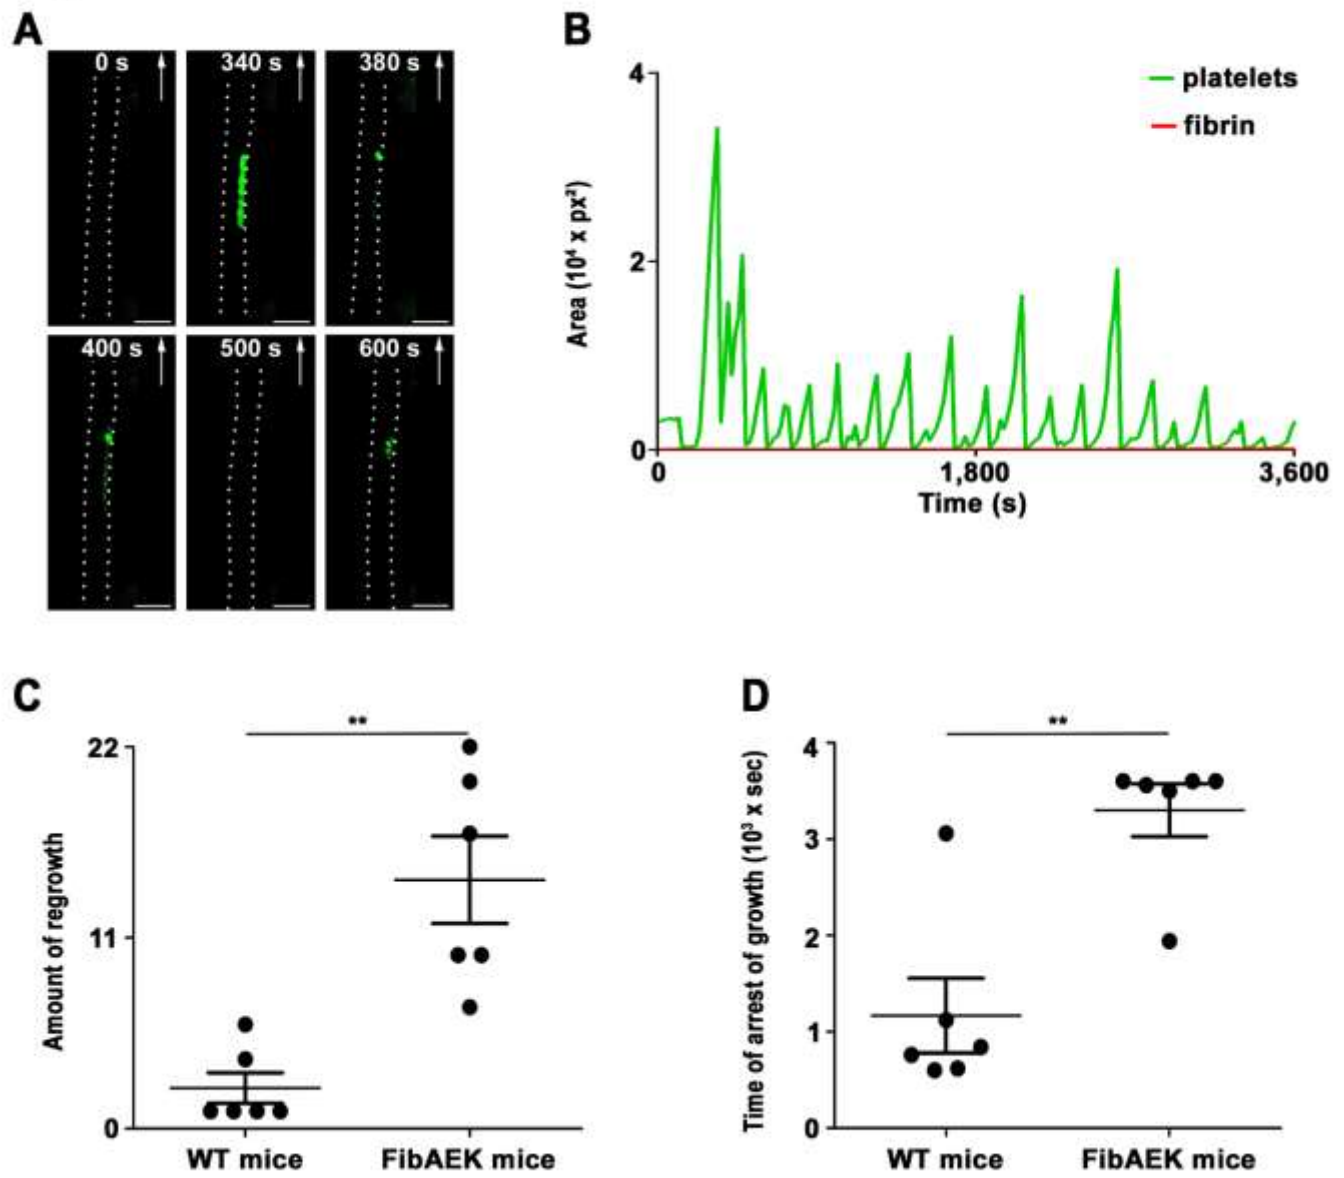 A
0 s
340 s
380 s
400 s
500 s
600 s
B
4
2
0
Area (10⁴ x px²)
0
1,800
3,600
Time (s)
platelets
fibrin
C
**
22
11
0
Amount of regrowth
WT mice
FibAEK mice
D
**
4
3
2
1
0
Time of arrest of growth (10³ x sec)
WT mice
FibAEK mice